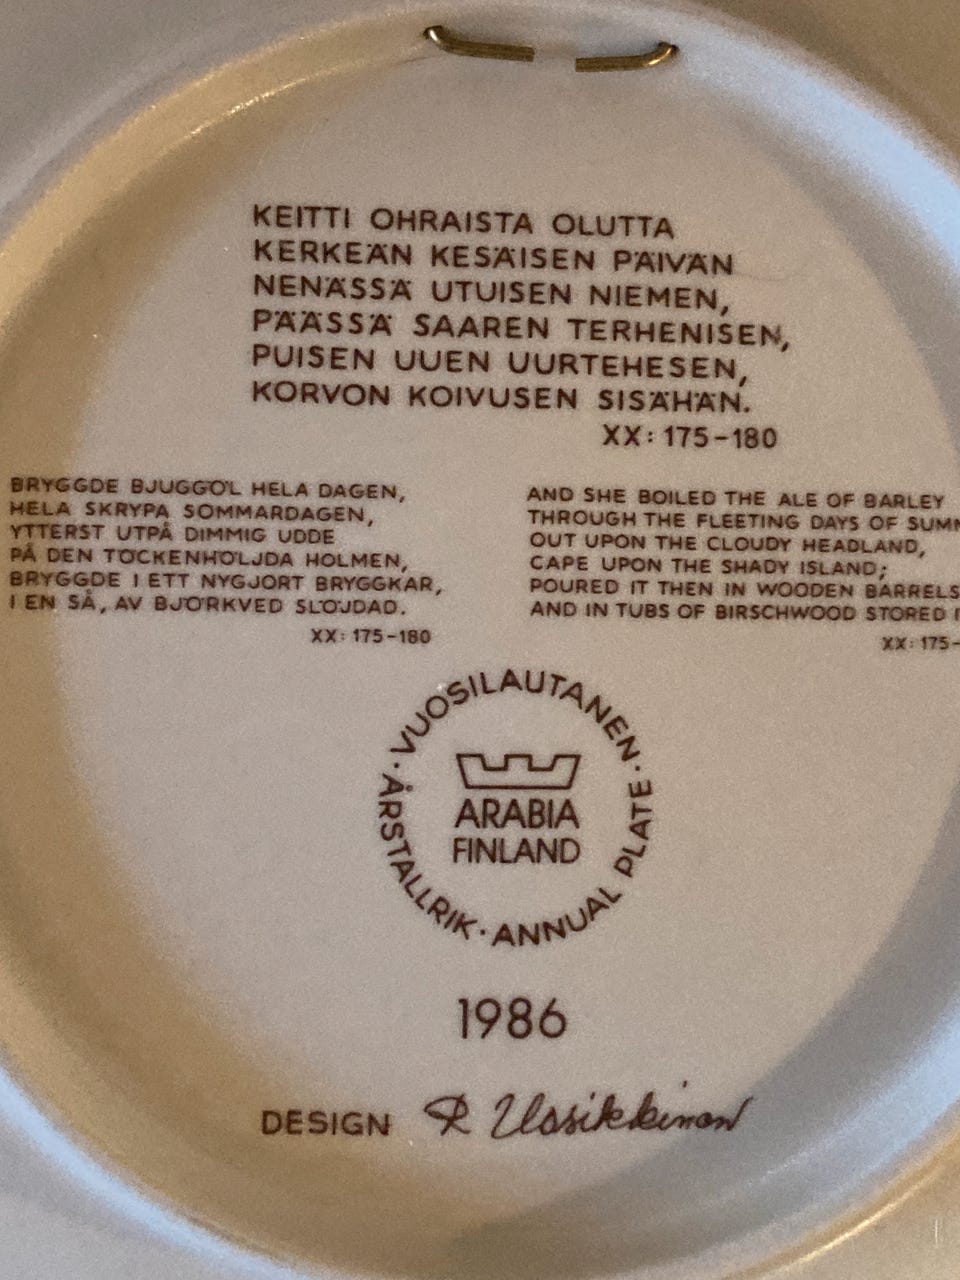 KEITTI OHRAISTA OLUTTA
KERKEÄN KESÄISEN PÄIVÄN
NENÄSSÄ UTUISEN NIEMEN,
PÄÄSSÄ SAAREN TERHENISEN,
PUISEN UUEN UURTEHESEN,
KORVON KOIVUSEN SISÄHÄN.
XX: 175-180
BRYGGDE BJUGGÖL HELA DAGEN,
HELA SKRYPA SOMMARDAGEN,
YTTERST UTPÅ DIMMIG UDDE
PÅ DEN TÖCKENHÖLJDA HOLMEN,
BRYGGDE I ETT NYGJORT BRYGGKAR,
I EN SÅ, AV BJÖRKVED SLÖJDAD.
XX: 175-180
AND SHE BOILED THE ALE OF BARLEY
THROUGH THE FLEETING DAYS OF
OUT UPON THE CLOUDY HEADLAND,
CAPE UPON THE SHADY ISLAND;
POURED IT THEN IN WOODEN BARRELS
AND IN TUBS OF BIRSCHWOOD STORED
XX: 175-
· VUOSILAUTANEN ·
ÅRSTALLRIK · ANNUAL PLATE
ARABIA
FINLAND
1986
DESIGN R Uosikkinen